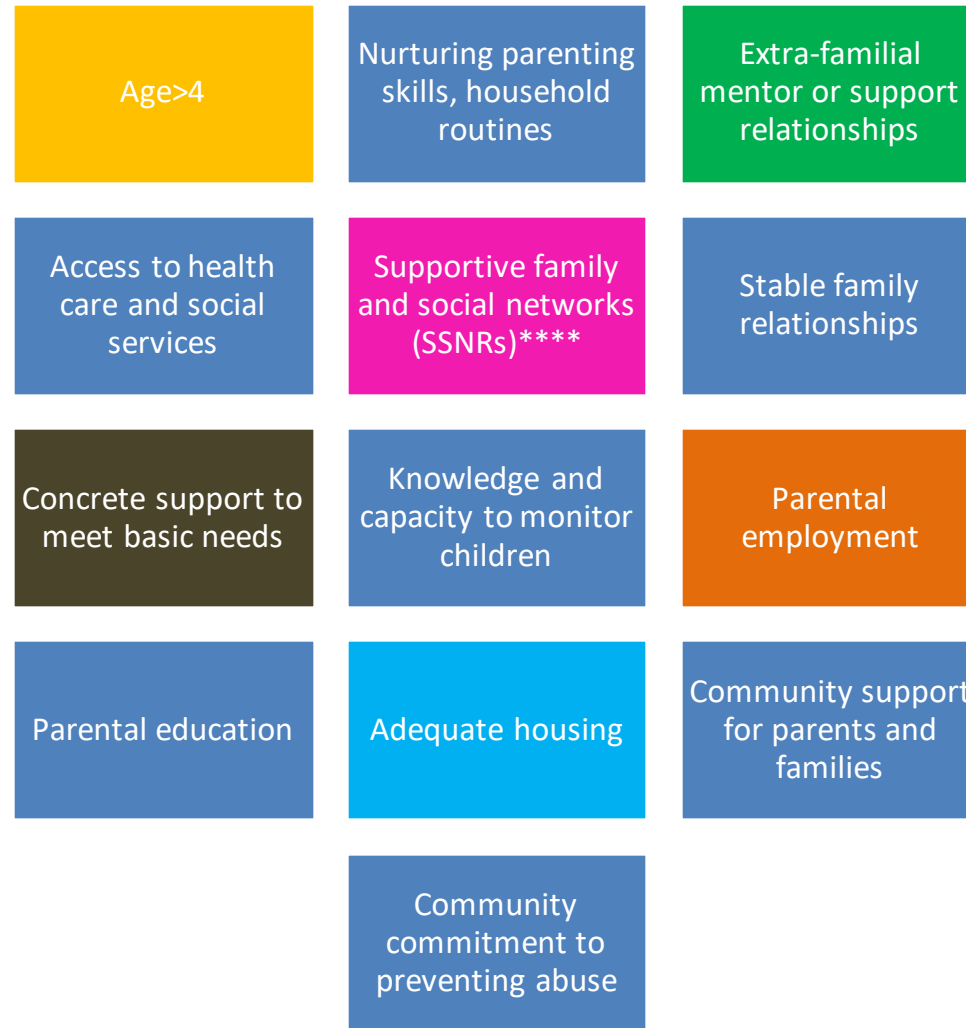 Age>4
Nurturing parenting
skills, household
routines
Extra-familial
mentor or support
relationships
Access to health
care and social
services
Supportive family
and social networks
(SSNRs)****
Stable family
relationships
Concrete support to
meet basic needs
Knowledge and
capacity to monitor
children
Parental
employment
Parental education
Adequate housing
Community support
for parents and
families
Community
commitment to
preventing abuse